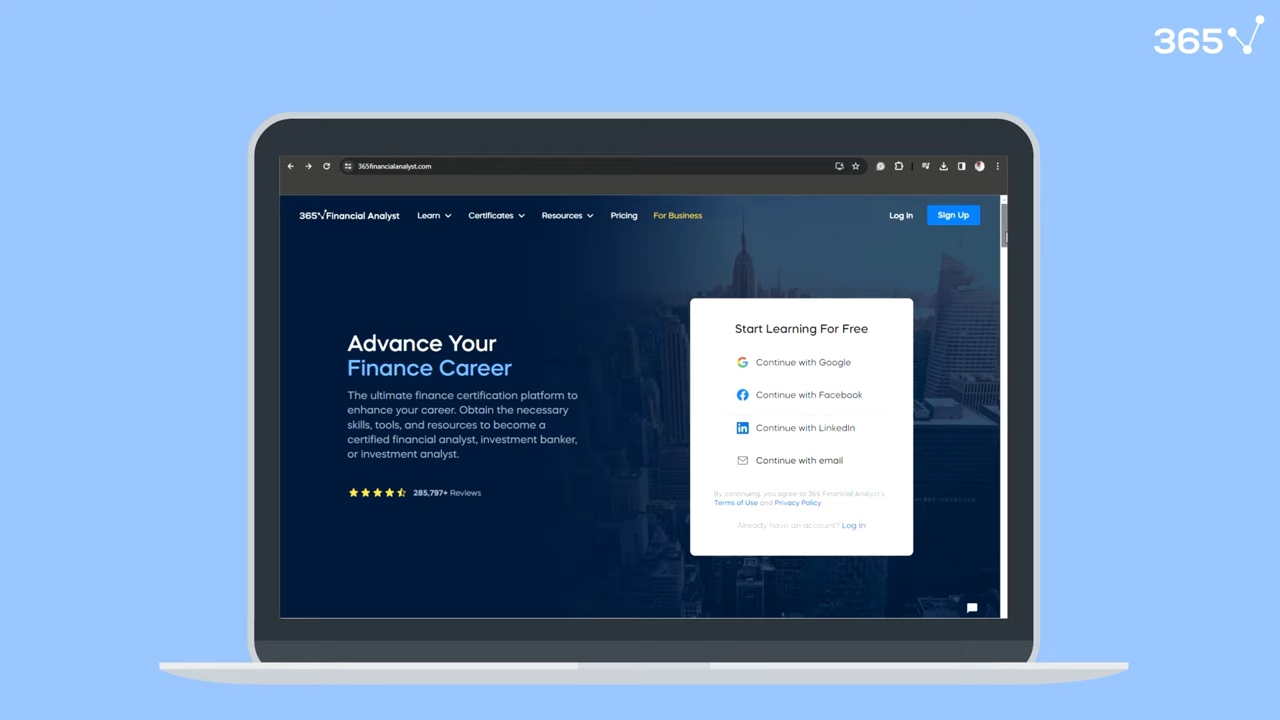 365
365financialanalyst.com
365 Financial Analyst Learn Certificates Resources Pricing For Business Log In Sign Up
Advance Your
Finance Career
The ultimate finance certification platform to
enhance your career. Obtain the necessary
skills, tools, and resources to become a
certified financial analyst, investment banker,
or investment analyst.
285,797+ Reviews
Start Learning For Free
Continue with Google
Continue with Facebook
in Continue with LinkedIn
Continue with email
By continuing, you agree to 365 Financial Analyst's
Terms of Use and Privacy Policy
Already have an account? Log In